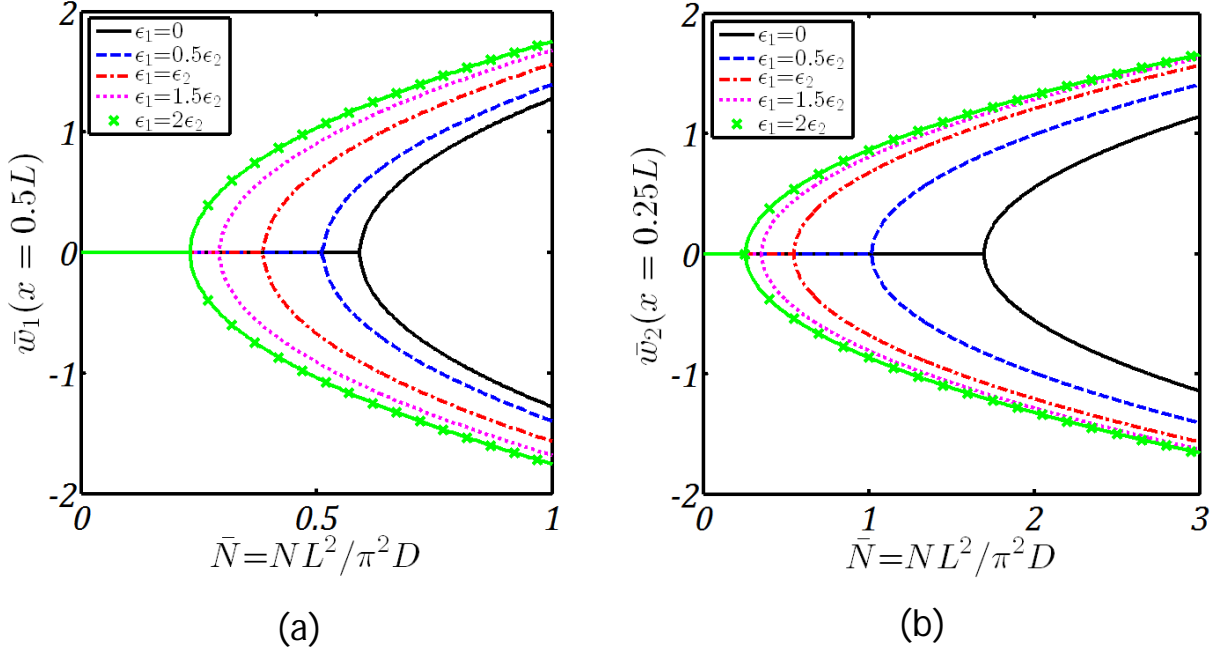 2
ϵ₁=0
ϵ₁=0.5ϵ₂
ϵ₁=ϵ₂
ϵ₁=1.5ϵ₂
ϵ₁=2ϵ₂
1
0
-1
-2
w̄₁(x = 0.5L)
0 0.5 1
N̄=NL²/π²D
(a)
2
ϵ₁=0
ϵ₁=0.5ϵ₂
ϵ₁=ϵ₂
ϵ₁=1.5ϵ₂
ϵ₁=2ϵ₂
1
0
-1
-2
w̄₂(x = 0.25L)
0 1 2 3
N̄=NL²/π²D
(b)